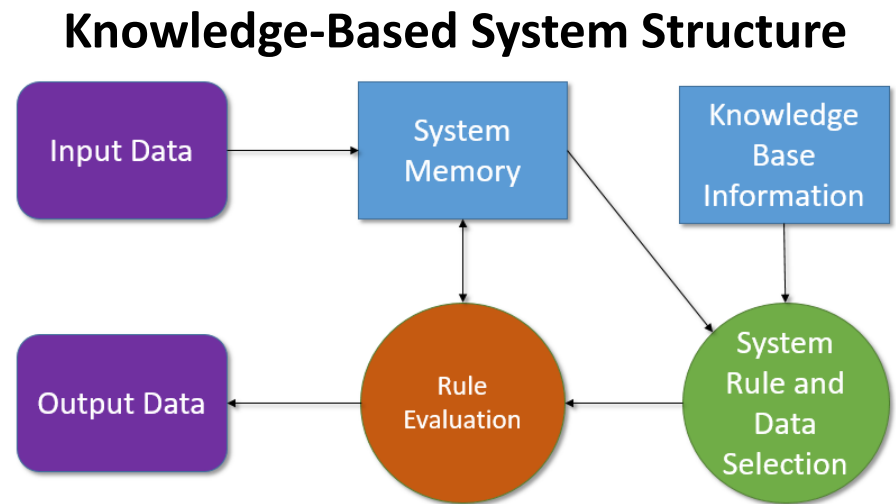 Knowledge-Based System Structure
Input Data
System
Memory
Knowledge
Base
Information
Output Data
Rule
Evaluation
System
Rule and
Data
Selection